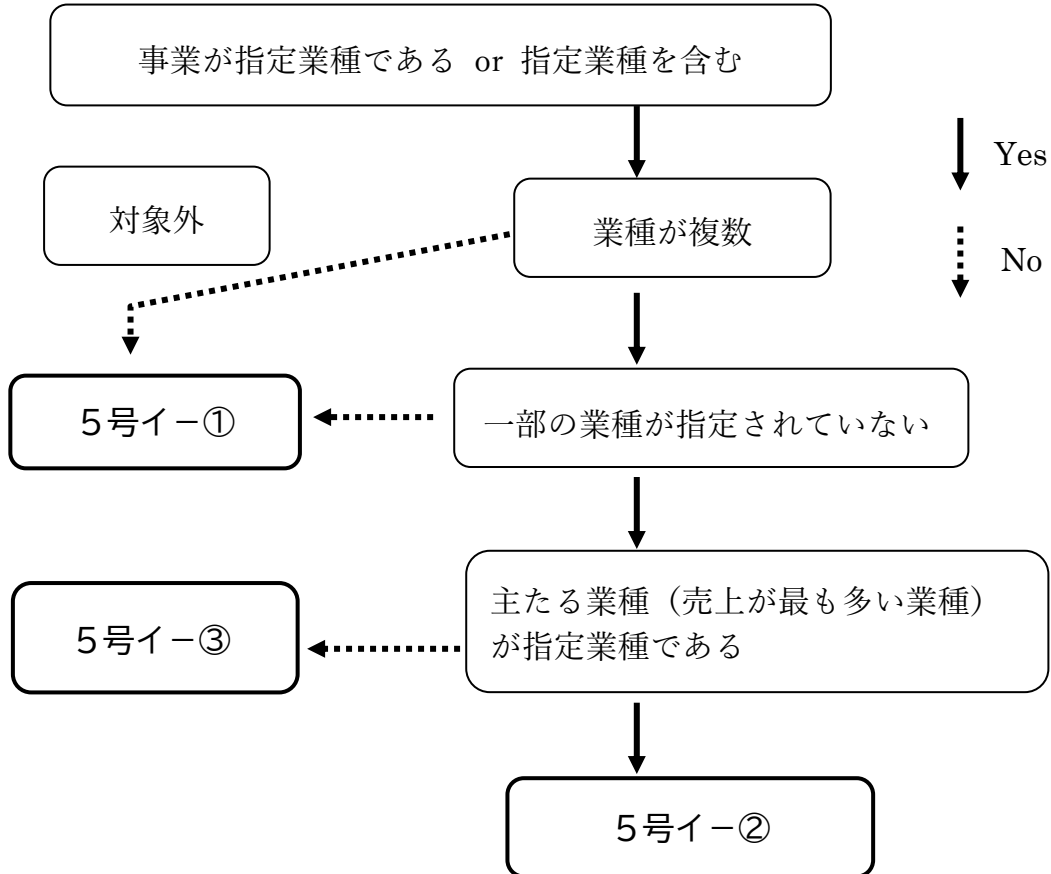 事業が指定業種である or 指定業種を含む
Yes
対象外
業種が複数
No
５号イ－①
一部の業種が指定されていない
主たる業種（売上が最も多い業種）
が指定業種である
５号イ－③
５号イ－②